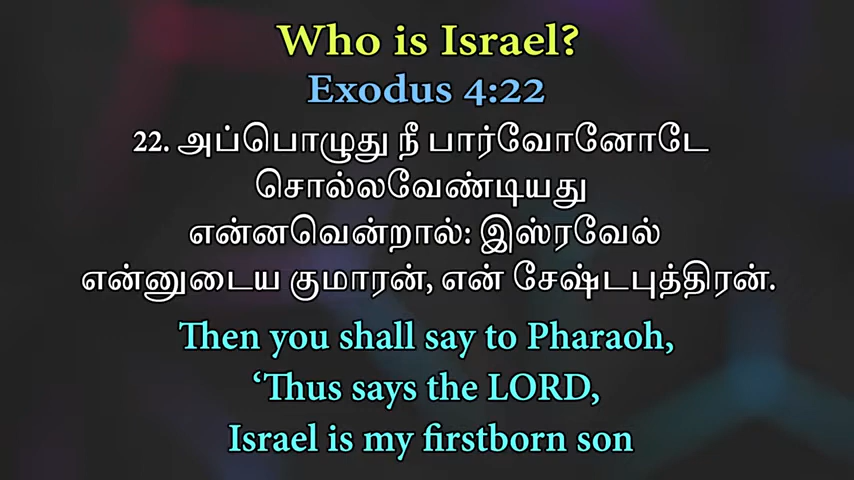 Who is Israel?
Exodus 4:22
22. அப்பொழுது நீ பார்வோனோடே
சொல்லவேண்டியது
என்னவென்றால்: இஸ்ரவேல்
என்னுடைய குமாரன், என் சேஷ்டபுத்திரன்.
Then you shall say to Pharaoh,
‘Thus says the LORD,
Israel is my firstborn son